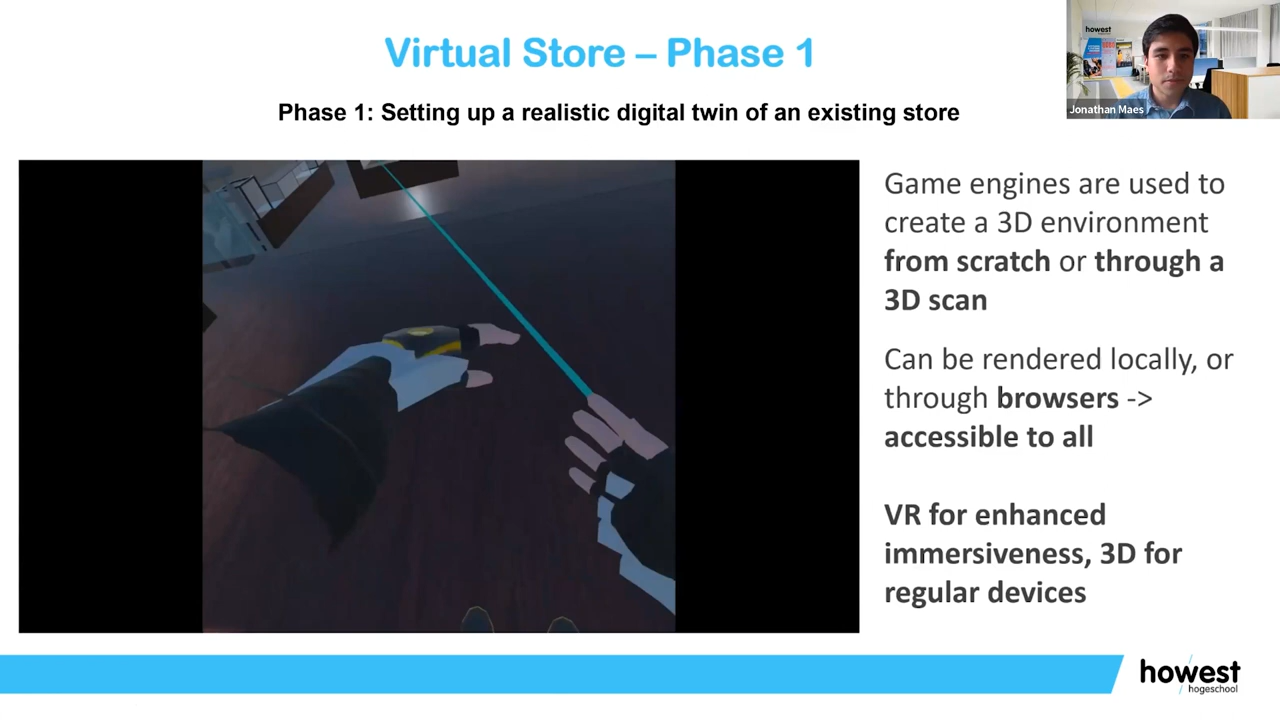 Virtual Store – Phase 1
Phase 1: Setting up a realistic digital twin of an existing store
howest
Jonathan Maes
Game engines are used to
create a 3D environment
from scratch or through a
3D scan
Can be rendered locally, or
through browsers ->
accessible to all
VR for enhanced
immersiveness, 3D for
regular devices
howest
hogeschool